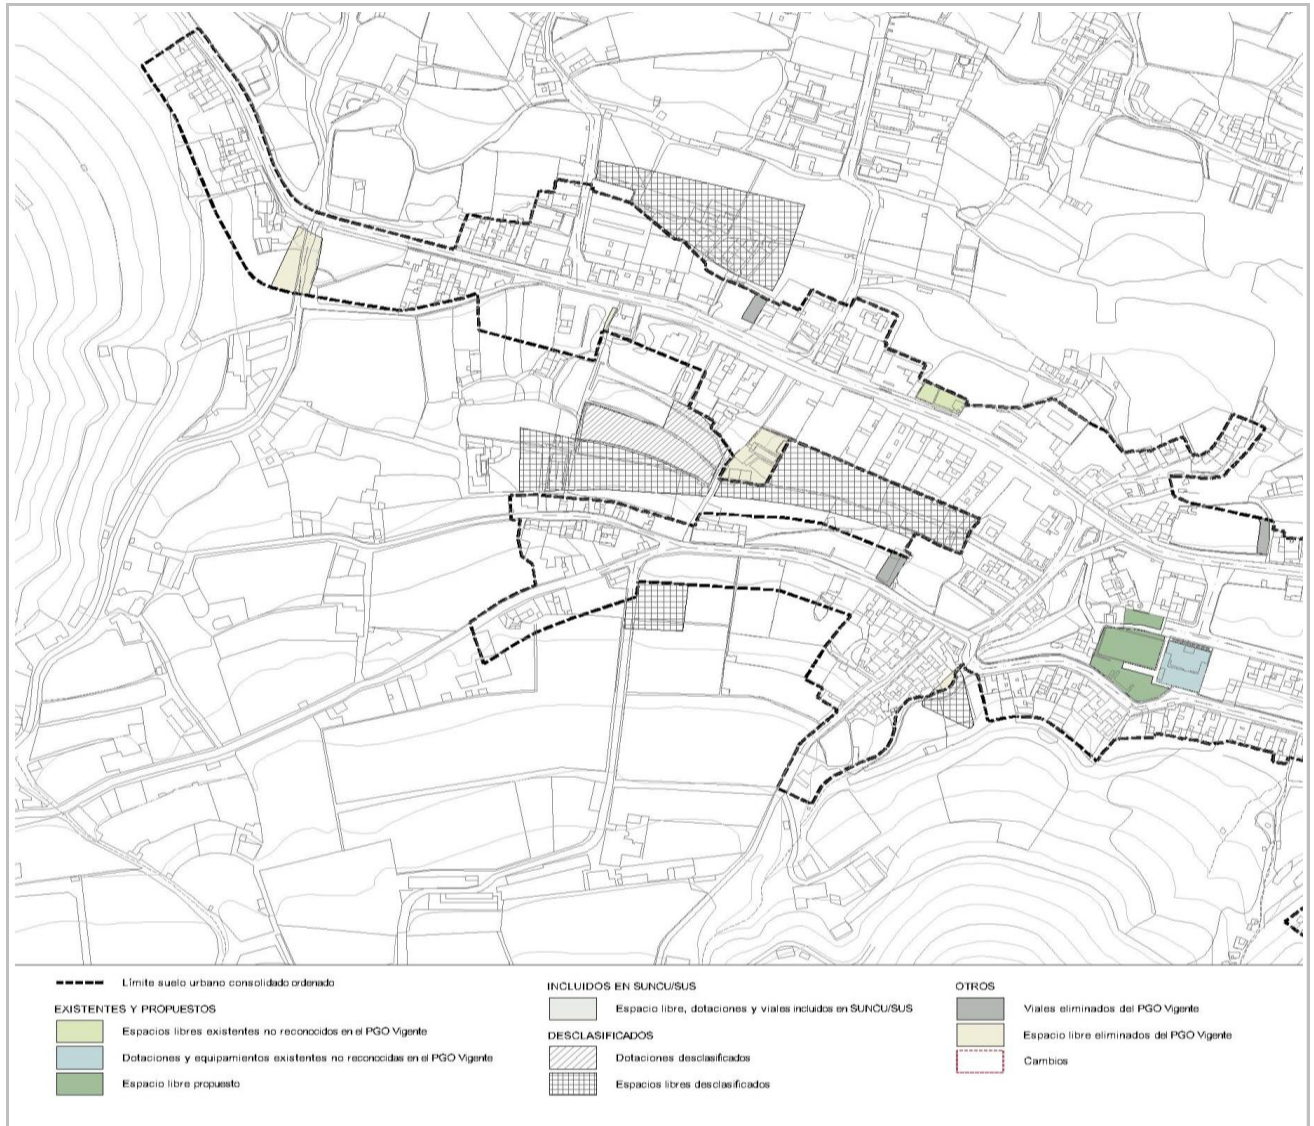 Límite suelo urbano consolidado ordenado
EXISTENTES Y PROPUESTOS
Espacios libres existentes no reconocidos en el PGO Vigente
Dotaciones y equipamientos existentes no reconocidas en el PGO Vigente
Espacio libre propuesto
INCLUIDOS EN SUNCU/SUS
Espacio libre, dotaciones y viales incluidos en SUNCU/SUS
DESCLASIFICADOS
Dotaciones desclasificados
Espacios libres desclasificados
OTROS
Viales eliminados del PGO Vigente
Espacio libre eliminados del PGO Vigente
Cambios